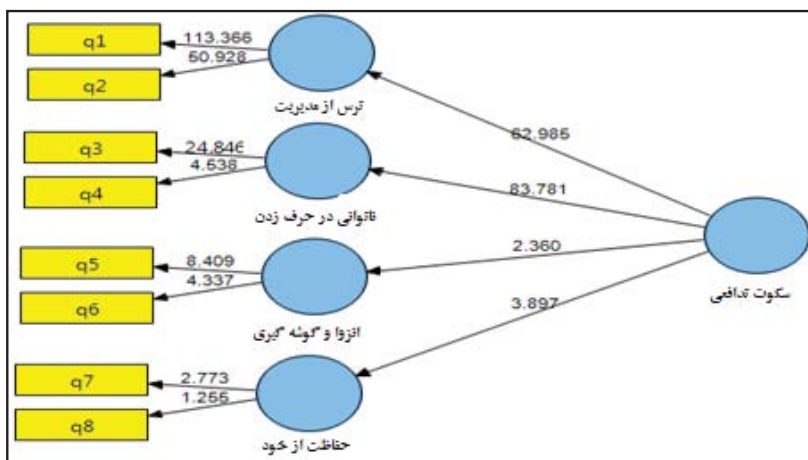 q1
113.366
q2
50.928
ترس از مدیریت
62.985
q3
24.846
q4
4.538
ناتوانی در حرف زدن
83.781
q5
8.409
q6
4.337
انزوا و گوشه گیری
2.360
سکوت تدافعی
3.897
q7
2.773
q8
1.255
حفاظت از خود